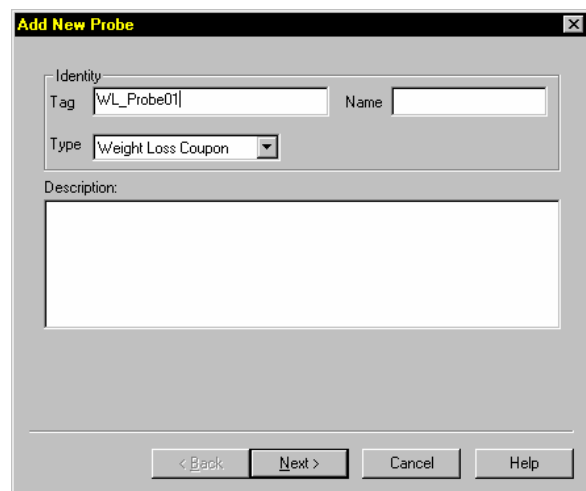 Add New Probe
Identity
Tag WL_Probe01 Name
Type Weight Loss Coupon
Description:
< Back Next > Cancel Help